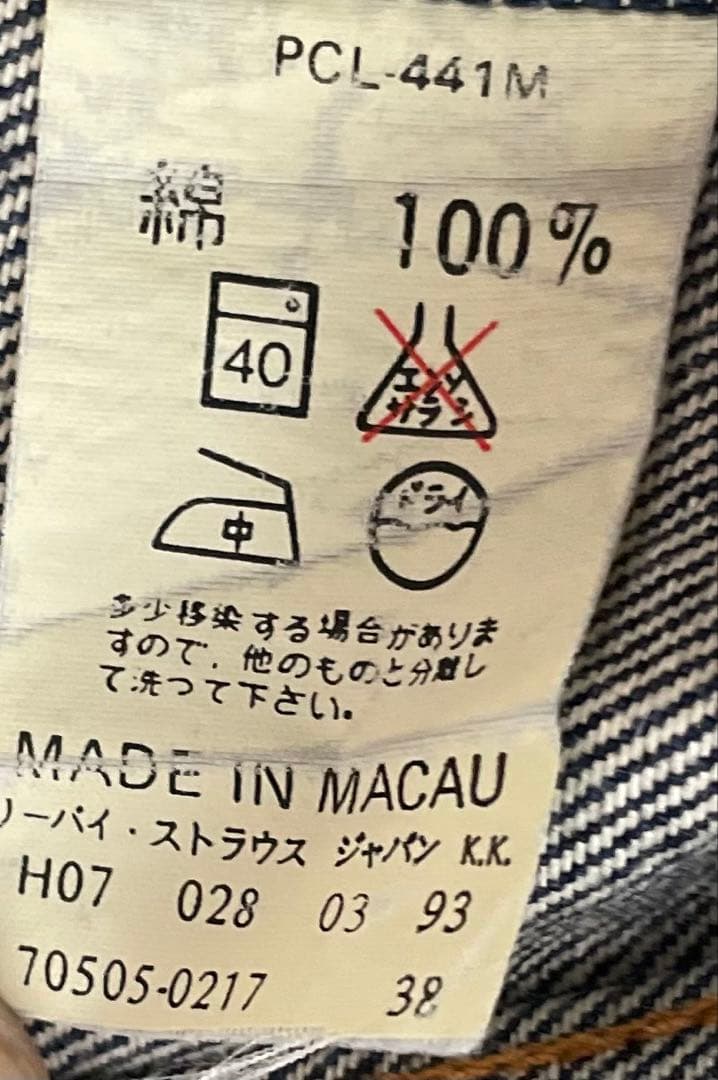 PCL-441M
綿 100%
40
エンソ
サラシ
中
ドライ
多少移染する場合がありま
すので、他のものと分離し
て洗つて下さい。
MADE IN MACAU
リーバイ・ストラウス ジャパン K.K.
H07 028 03 93
70505-0217 38